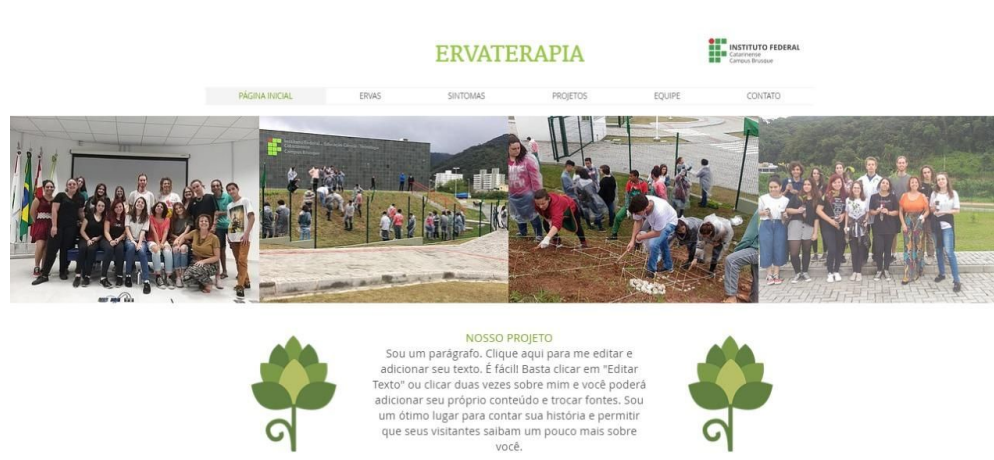 ERVATERAPIA
INSTITUTO FEDERAL
Catarinense
Campus Brusque
PÁGINA INICIAL ERVAS SINTOMAS PROJETOS EQUIPE CONTATO
NOSSO PROJETO
Sou um parágrafo. Clique aqui para me editar e
adicionar seu texto. É fácil! Basta clicar em "Editar
Texto" ou clicar duas vezes sobre mim e você poderá
adicionar seu próprio conteúdo e trocar fontes. Sou
um ótimo lugar para contar sua história e permitir
que seus visitantes saibam um pouco mais sobre
você.